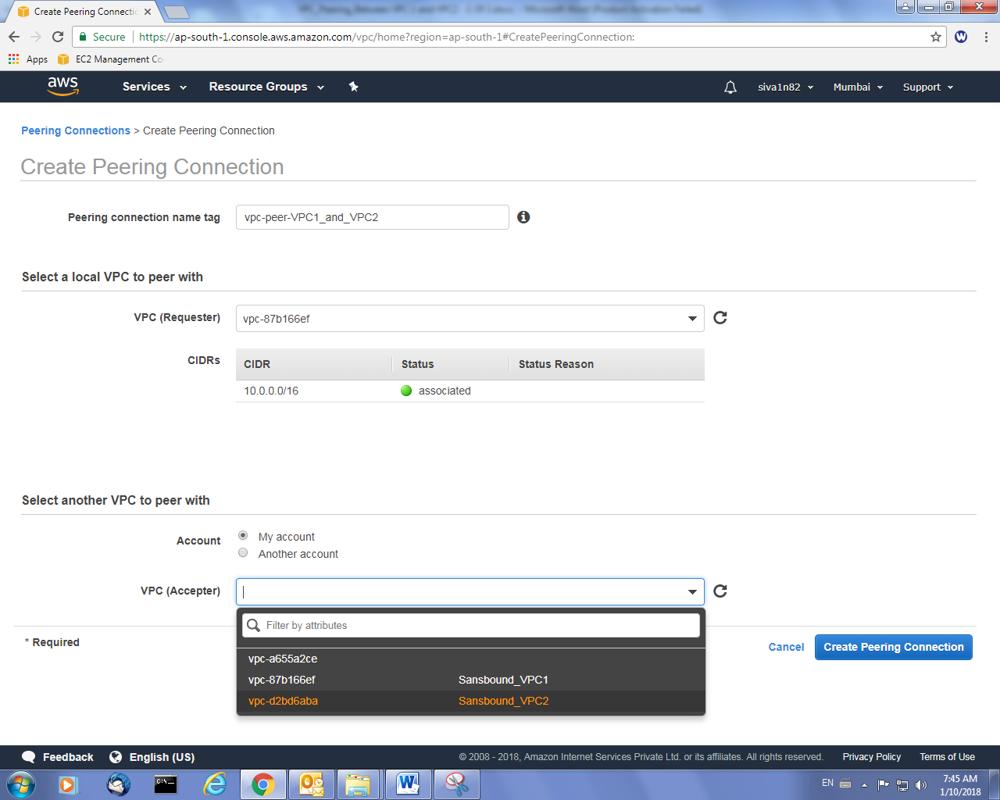 Create Peering Connectio
Secure https://ap-south-1.console.aws.amazon.com/vpc/home?region=ap-south-1#CreatePeeringConnection:
Apps EC2 Management Co
aws Services Resource Groups siva1n82 Mumbai Support
Peering Connections > Create Peering Connection
Create Peering Connection
Peering connection name tag vpc-peer-VPC1_and_VPC2
Select a local VPC to peer with
VPC (Requester) vpc-87b166ef
CIDRs CIDR Status Status Reason
10.0.0.0/16 associated
Select another VPC to peer with
Account My account
Another account
VPC (Accepter)
Filter by attributes
* Required
Cancel Create Peering Connection
vpc-a655a2ce
vpc-87b166ef Sansbound_VPC1
vpc-d2bd6aba Sansbound_VPC2
Feedback English (US) © 2008 - 2018, Amazon Internet Services Private Ltd. or its affiliates. All rights reserved. Privacy Policy Terms of Use
EN 7:45 AM
1/10/2018